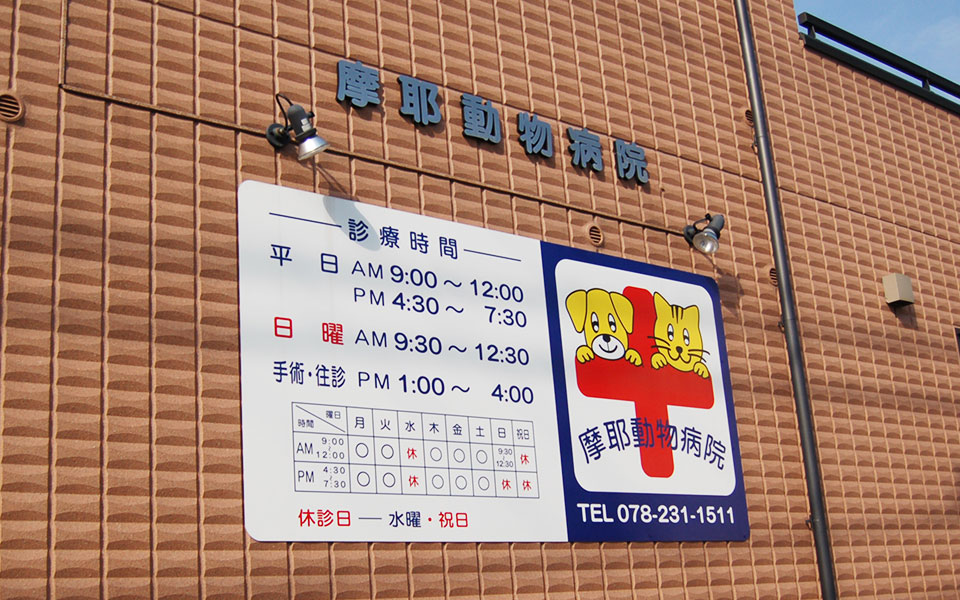 摩耶動物病院
診療時間
平日 AM 9:00～12:00
PM 4:30～ 7:30
日曜 AM 9:30～12:30
手術・往診 PM 1:00～ 4:00
時間 曜日 月 火 水 木 金 土 日 祝日
AM 9:00～12:00 ○ ○ 休 ○ ○ ○ 9:30～12:30 休
PM 4:30～7:30 ○ ○ 休 ○ ○ ○ 休 休
休診日 ― 水曜・祝日
摩耶動物病院
TEL 078-231-1511